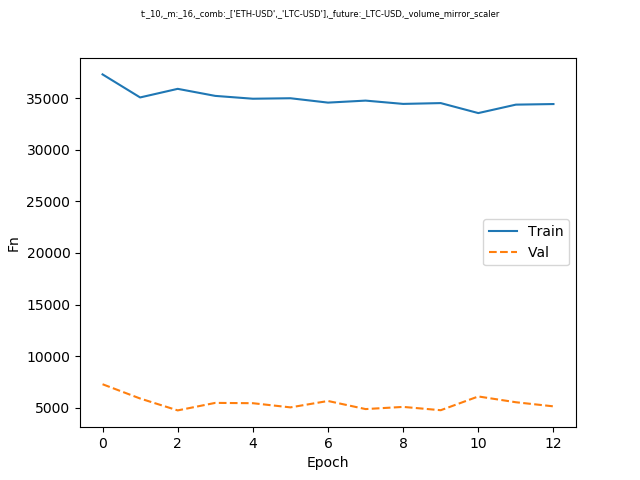 t:_10,_m:_16,_comb:_['ETH-USD',_'LTC-USD'],_future:_LTC-USD,_volume_mirror_scaler
35000
30000
25000
Train
Fn
Val
20000
15000
10000
5000
0 2 4 6 8 10 12
Epoch